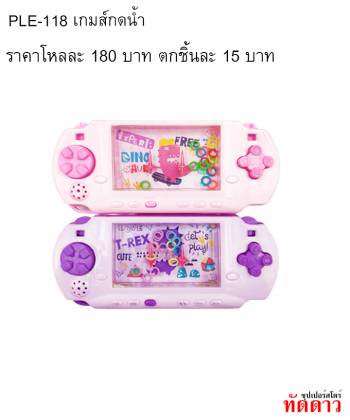 PLE-118 เกมส์กดน้ำ
ราคาโหลละ 180 บาท ตกชิ้นละ 15 บาท
FREE
DINO
T-REX
CUTE
let's
play!
ซุปเปอร์สโตร์
ทัดดาว